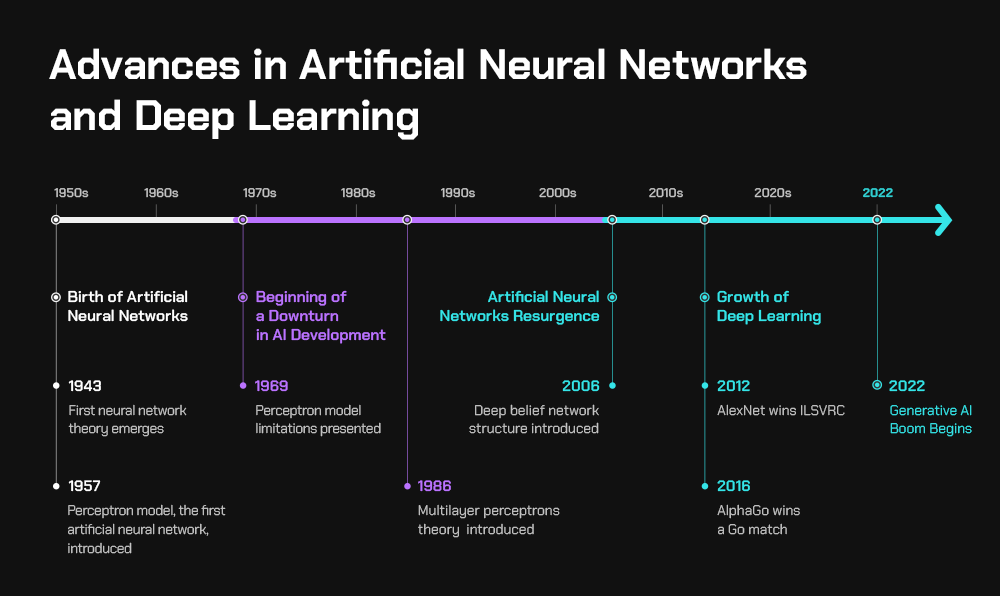 Advances in Artificial Neural Networks
and Deep Learning
1950s 1960s 1970s 1980s 1990s 2000s 2010s 2020s 2022
Birth of Artificial
Neural Networks
1943
First neural network
theory emerges
1957
Perceptron model, the first
artificial neural network,
introduced
Beginning of
a Downturn
in AI Development
1969
Perceptron model
limitations presented
1986
Multilayer perceptrons
theory introduced
Artificial Neural
Networks Resurgence
2006
Deep belief network
structure introduced
Growth of
Deep Learning
2012
AlexNet wins ILSVRC
2016
AlphaGo wins
a Go match
2022
Generative AI
Boom Begins